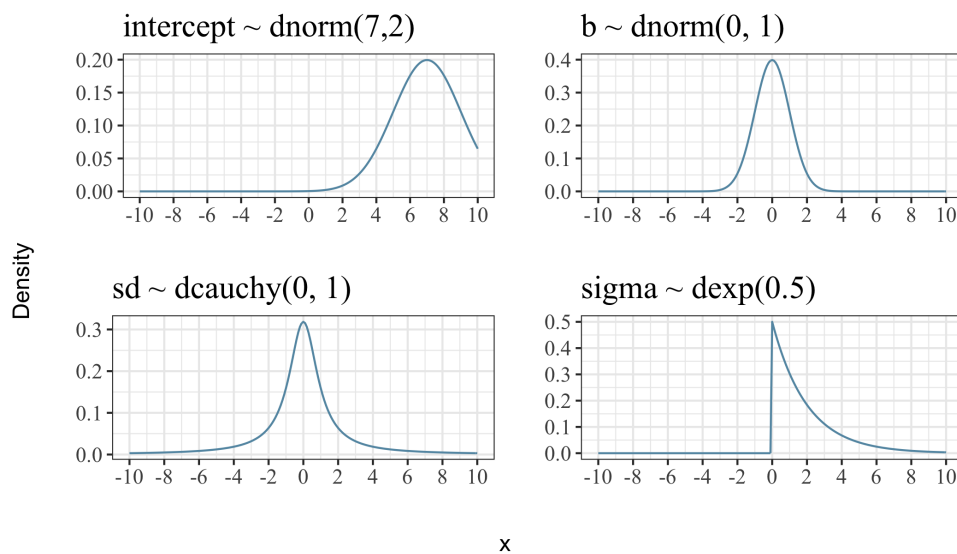 intercept ~ dnorm(7,2)
0.20
0.15
0.10
0.05
0.00
-10 -8 -6 -4 -2 0 2 4 6 8 10
b ~ dnorm(0, 1)
0.4
0.3
0.2
0.1
0.0
-10 -8 -6 -4 -2 0 2 4 6 8 10
Density
sd ~ dcauchy(0, 1)
0.3
0.2
0.1
0.0
-10 -8 -6 -4 -2 0 2 4 6 8 10
sigma ~ dexp(0.5)
0.5
0.4
0.3
0.2
0.1
0.0
-10 -8 -6 -4 -2 0 2 4 6 8 10
x